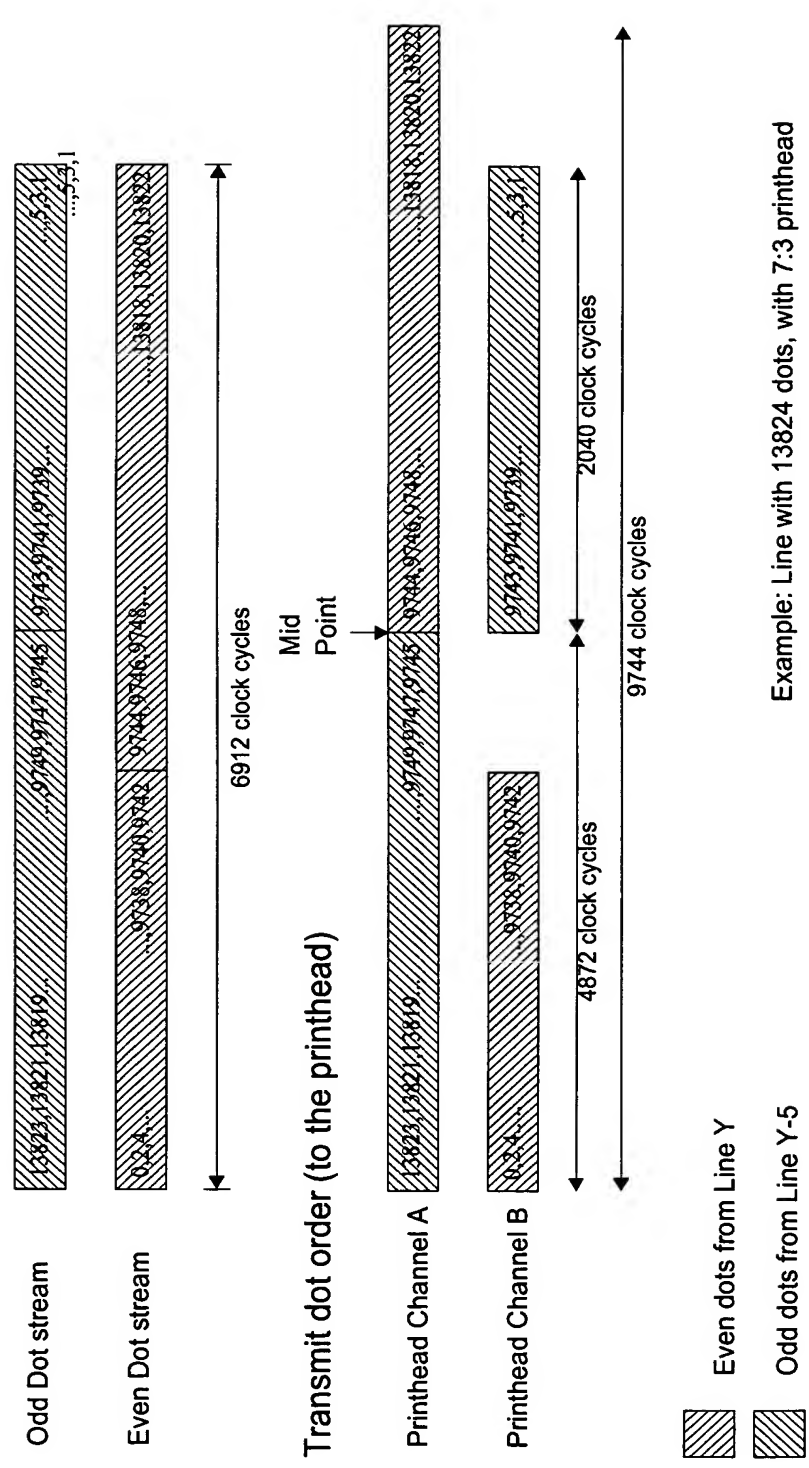 Odd Dot stream
13823,13821,13819...
...,9749,9747,9745
9743,9741,9739,...
...,5,3,1
...,5,3,1
Even Dot stream
0,2,4,...
...,9738,9740,9742
9744,9746,9748,...
...,13818,13820,13822
6912 clock cycles
Transmit dot order (to the printhead)
Mid
Point
Printhead Channel A
13823,13821,13819...
...,9749,9747,9745
9744,9746,9748,...
...,13818,13820,13822
Printhead Channel B
0,2,4,...
...,9738,9740,9742
9743,9741,9739,...
...,5,3,1
4872 clock cycles
2040 clock cycles
9744 clock cycles
Even dots from Line Y
Odd dots from Line Y-5
Example: Line with 13824 dots, with 7:3 printhead